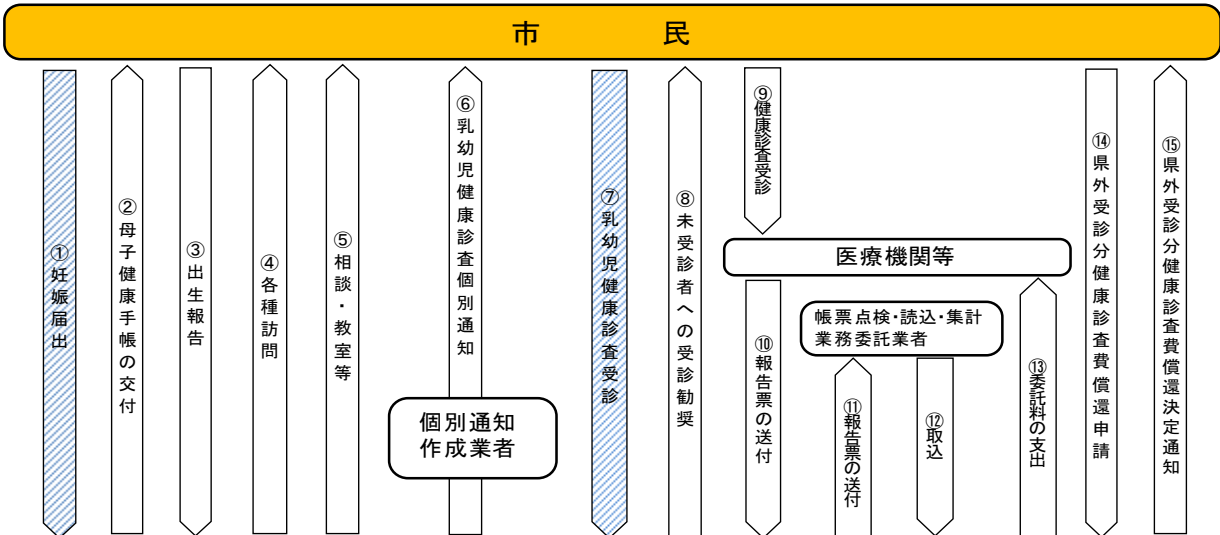 市　民
①妊娠届出
②母子健康手帳の交付
③出生報告
④各種訪問
⑤相談・教室等
⑥乳幼児健康診査個別通知
個別通知
作成業者
⑦乳幼児健康診査受診
⑧未受診者への受診勧奨
⑨健康診査受診
医療機関等
⑩報告票の送付
帳票点検・読込・集計
業務委託業者
⑪報告票の送付
⑫取込
⑬委託料の支出
⑭県外受診分健康診査費償還申請
⑮県外受診分健康診査費償還決定通知